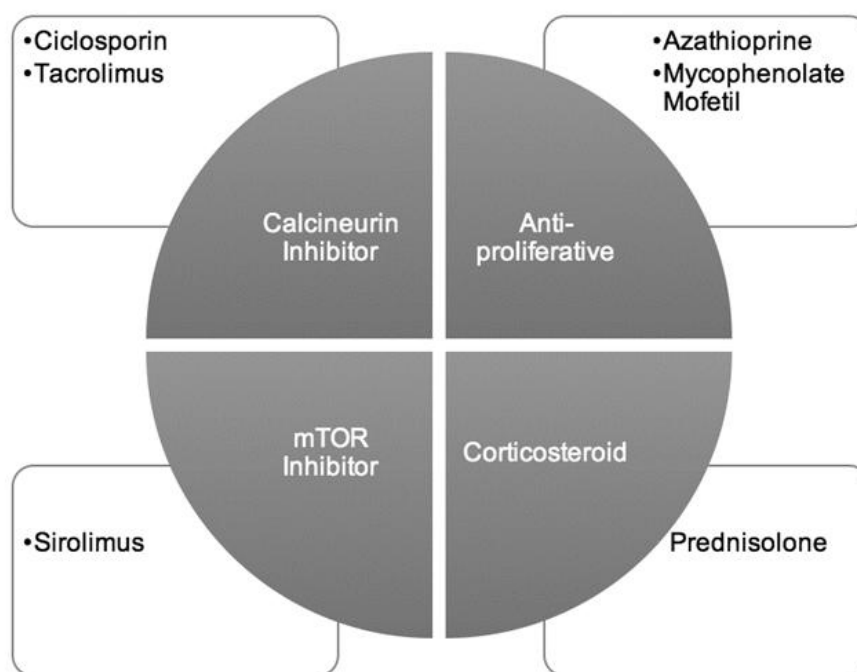 •Ciclosporin
•Tacrolimus
•Azathioprine
•Mycophenolate
Mofetil
Calcineurin
Inhibitor
Anti-
proliferative
mTOR
Inhibitor
Corticosteroid
•Sirolimus
Prednisolone